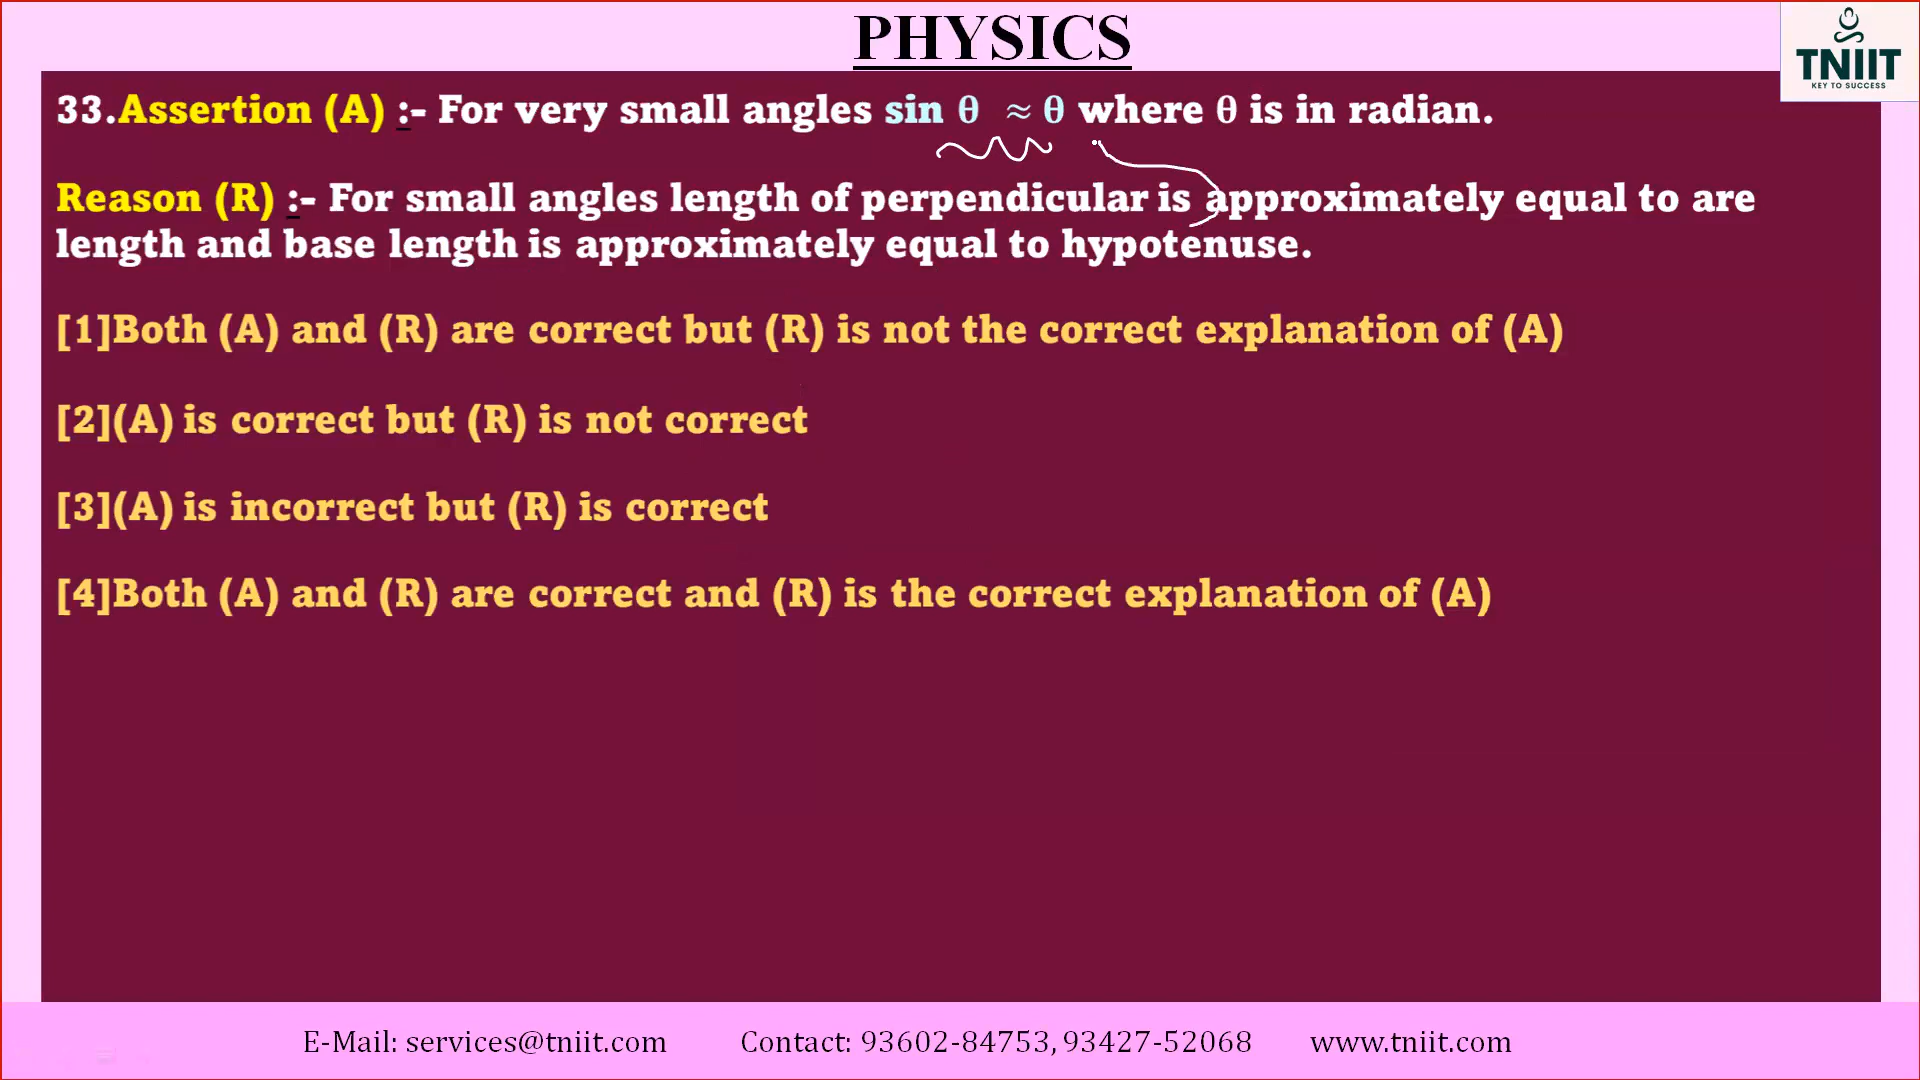 PHYSICS
TNIIT
KEY TO SUCCESS
33.Assertion (A) :- For very small angles sin θ ≈ θ where θ is in radian.
Reason (R) :- For small angles length of perpendicular is approximately equal to are
length and base length is approximately equal to hypotenuse.
[1]Both (A) and (R) are correct but (R) is not the correct explanation of (A)
[2](A) is correct but (R) is not correct
[3](A) is incorrect but (R) is correct
[4]Both (A) and (R) are correct and (R) is the correct explanation of (A)
E-Mail: services@tniit.com Contact: 93602-84753, 93427-52068 www.tniit.com